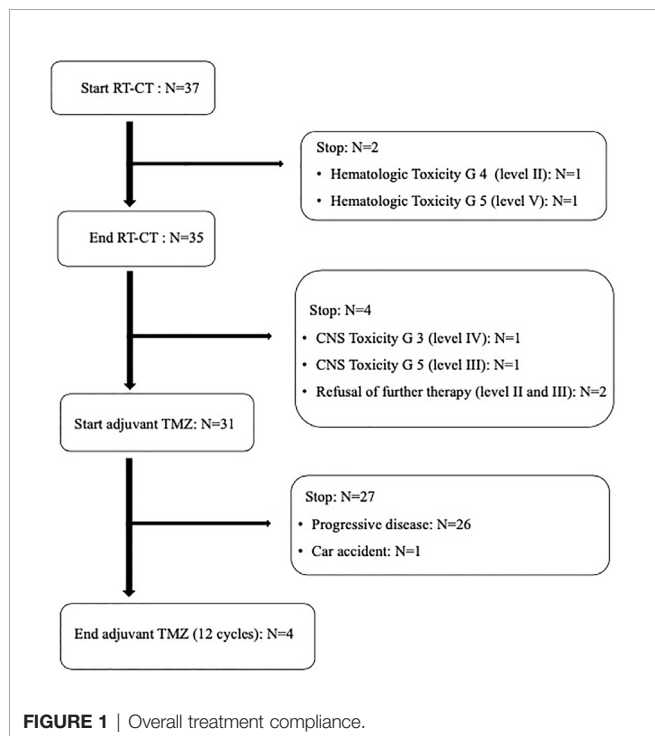 Start RT-CT : N=37
Stop: N=2
• Hematologic Toxicity G 4 (level II): N=1
• Hematologic Toxicity G 5 (level V): N=1
End RT-CT : N=35
Stop: N=4
• CNS Toxicity G 3 (level IV): N=1
• CNS Toxicity G 5 (level III): N=1
• Refusal of further therapy (level II and III): N=2
Start adjuvant TMZ: N=31
Stop: N=27
• Progressive disease: N=26
• Car accident: N=1
End adjuvant TMZ (12 cycles): N=4
FIGURE 1 | Overall treatment compliance.